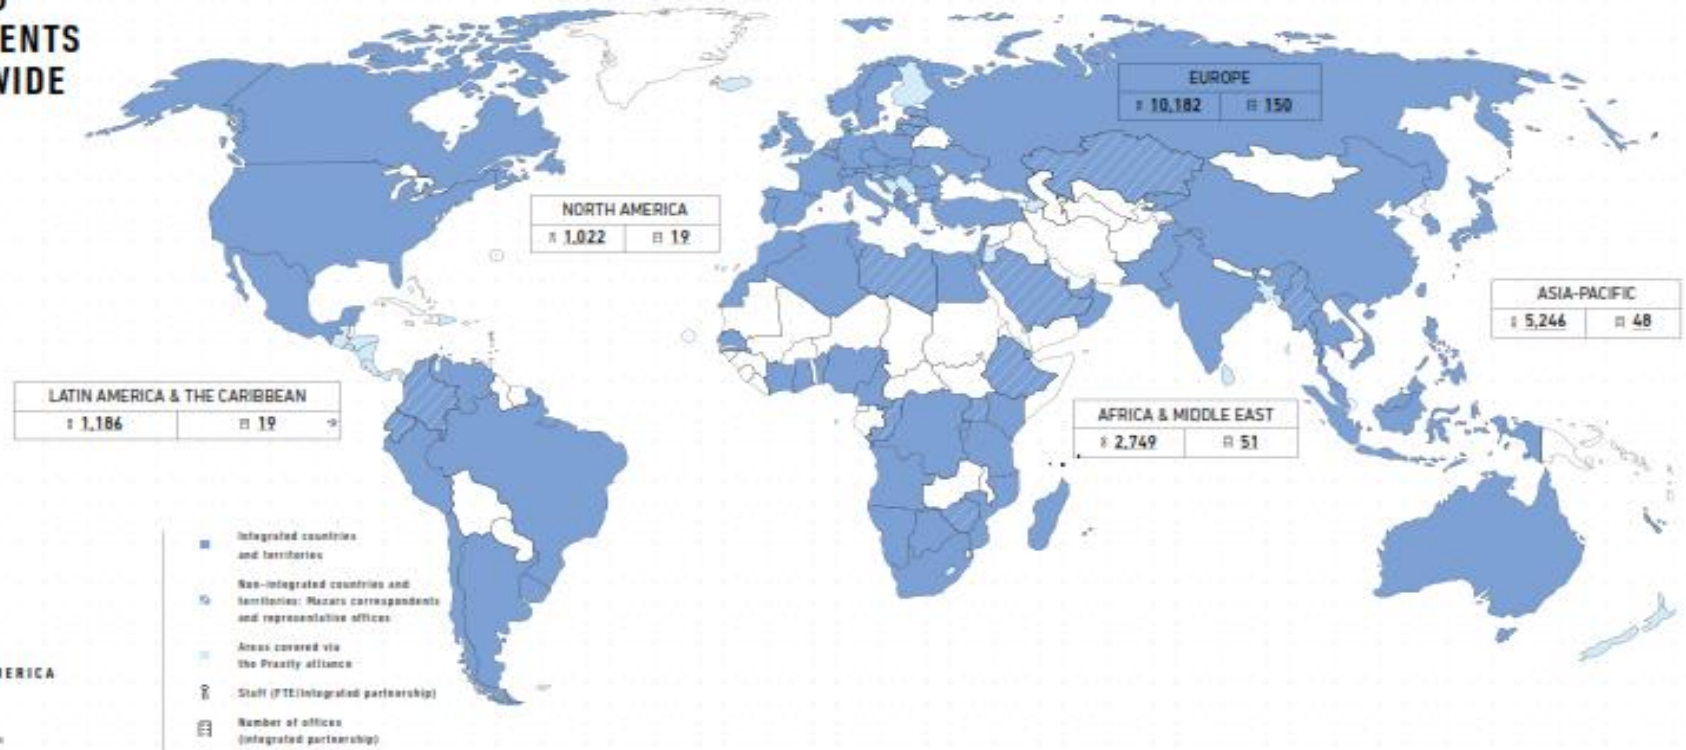 ENTS
WIDE
EUROPE
10,182 150
NORTH AMERICA
1,022 19
ASIA-PACIFIC
5,246 48
LATIN AMERICA & THE CARIBBEAN
1,186 19
AFRICA & MIDDLE EAST
2,749 51
Integrated countries
and territories
Non-integrated countries and
territories: Mazars correspondents
and representative offices
Areas covered via
the Praxity alliance
Staff (FTE/integrated partnership)
Number of offices
(integrated partnership)
ERICA